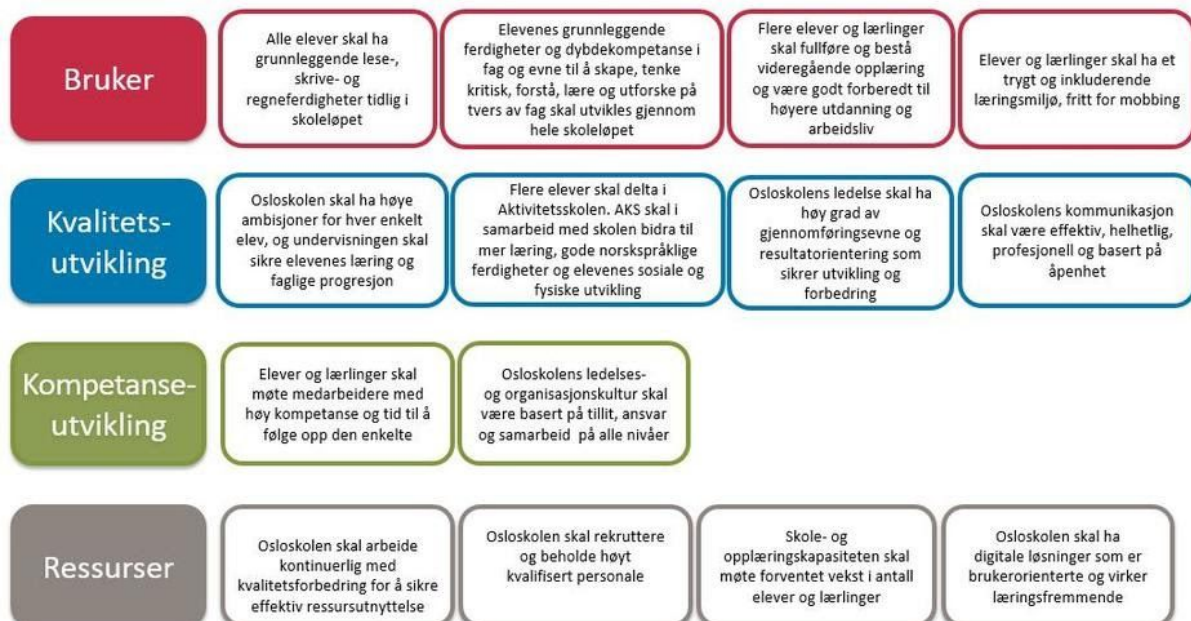 Bruker
Alle elever skal ha
grunnleggende lese-,
skrive- og
regneferdigheter tidlig i
skoleløpet
Elevenes grunnleggende
ferdigheter og dybdekompetanse i
fag og evne til å skape, tenke
kritisk, forstå, lære og utforske på
tvers av fag skal utvikles gjennom
hele skoleløpet
Flere elever og lærlinger
skal fullføre og bestå
videregående opplæring
og være godt forberedt til
høyere utdanning og
arbeidsliv
Elever og lærlinger skal ha et
trygt og inkluderende
læringsmiljø, fritt for mobbing
Kvalitets-
utvikling
Osloskolen skal ha høye
ambisjoner for hver enkelt
elev, og undervisningen skal
sikre elevenes læring og
faglige progresjon
Flere elever skal delta i
Aktivitetsskolen. AKS skal i
samarbeid med skolen bidra til
mer læring, gode norskspråklige
ferdigheter og elevenes sosiale og
fysiske utvikling
Osloskolens ledelse skal ha
høy grad av
gjennomføringsevne og
resultatorientering som
sikrer utvikling og
forbedring
Osloskolens kommunikasjon
skal være effektiv, helhetlig,
profesjonell og basert på
åpenhet
Kompetanse-
utvikling
Elever og lærlinger skal
møte medarbeidere med
høy kompetanse og tid til å
følge opp den enkelte
Osloskolens ledelses-
og organisasjonskultur skal
være basert på tillit, ansvar
og samarbeid på alle nivåer
Ressurser
Osloskolen skal arbeide
kontinuerlig med
kvalitetsforbedring for å sikre
effektiv ressursutnyttelse
Osloskolen skal rekruttere
og beholde høyt
kvalifisert personale
Skole- og
opplæringskapasiteten skal
møte forventet vekst i antall
elever og lærlinger
Osloskolen skal ha
digitale løsninger som er
brukerorienterte og virker
læringsfremmende